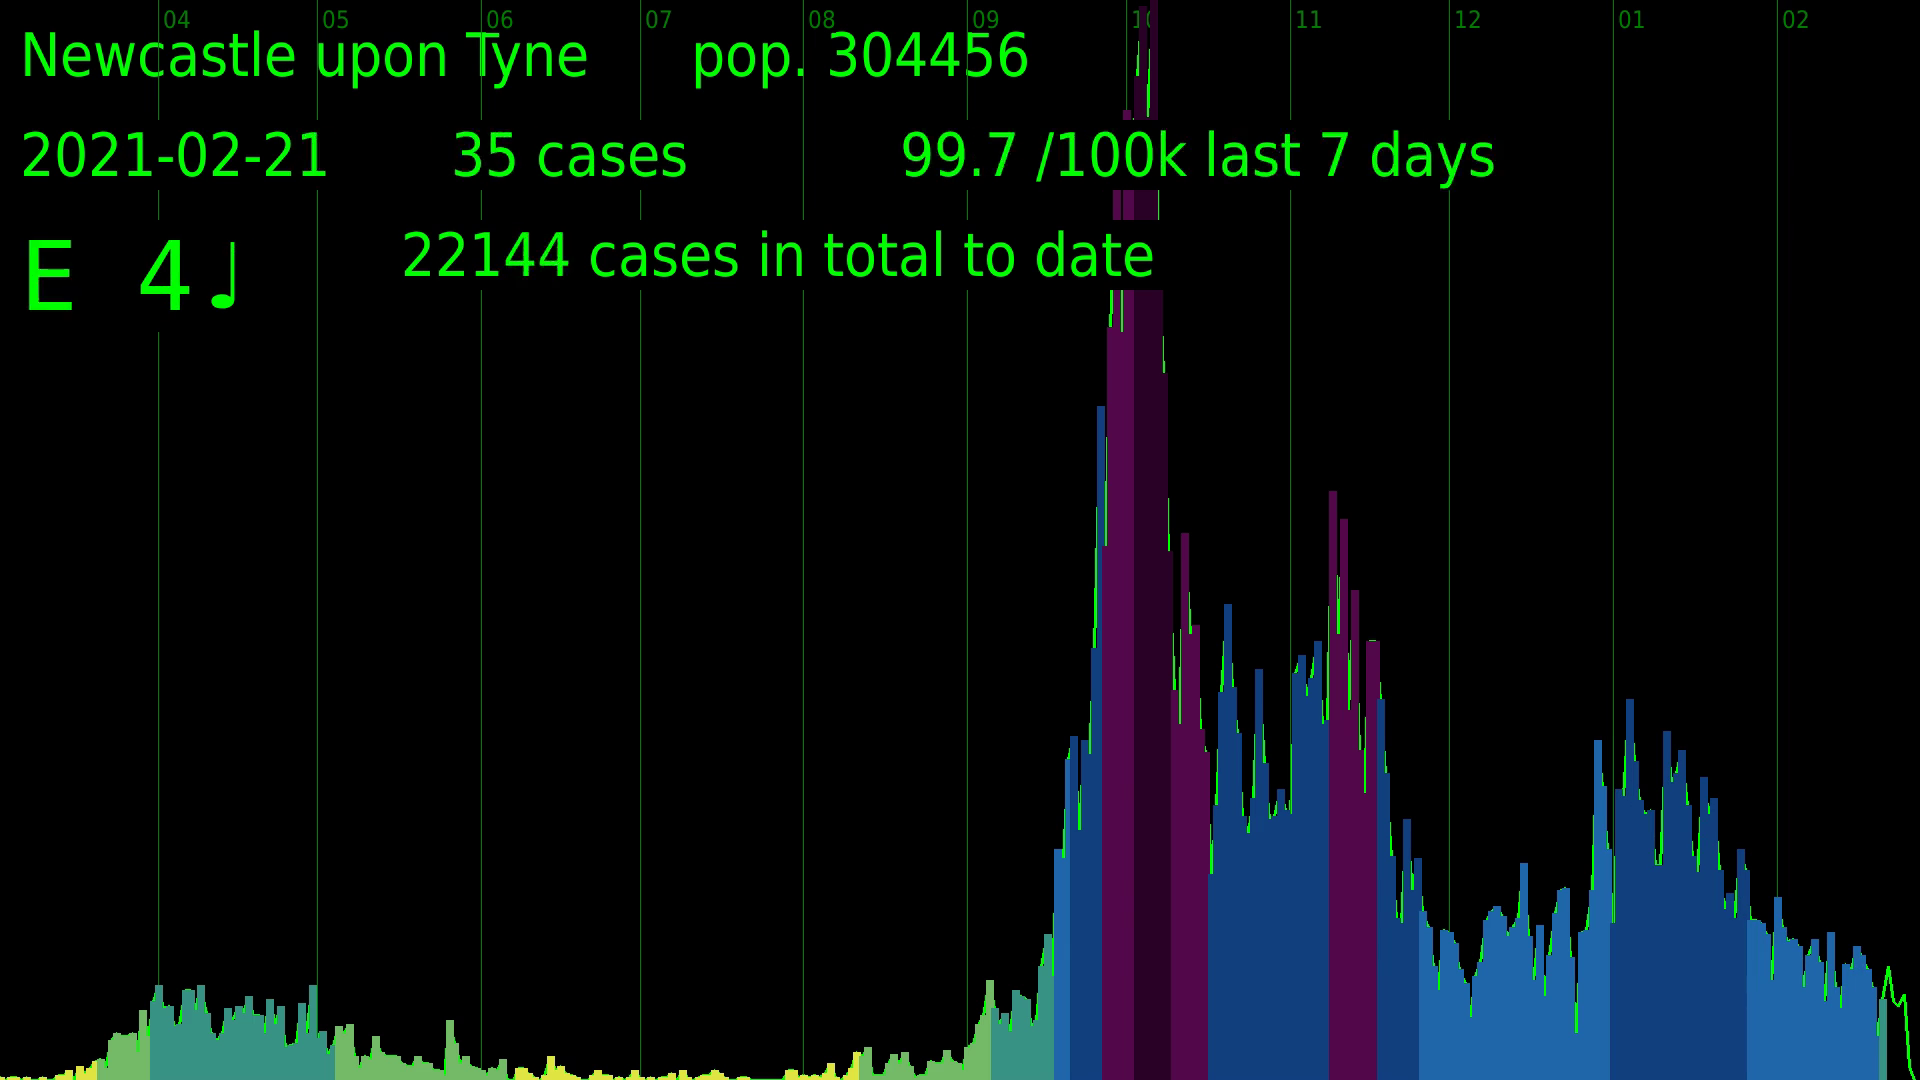 04 05 06 07 08 09 10 11 12 01 02
Newcastle upon Tyne pop. 304456
2021-02-21 35 cases 99.7 /100k last 7 days
E 4♩ 22144 cases in total to date